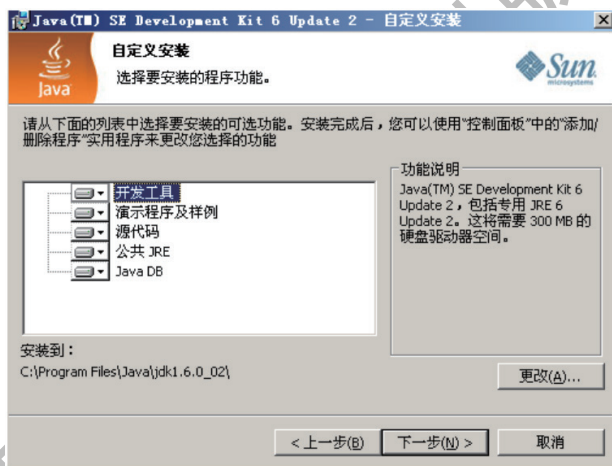 Java(TM) SE Development Kit 6 Update 2 - 自定义安装
Java
自定义安装
选择要安装的程序功能。
Sun
microsystems
请从下面的列表中选择要安装的可选功能。安装完成后，您可以使用"控制面板"中的"添加/
删除程序"实用程序来更改您选择的功能
开发工具
演示程序及样例
源代码
公共 JRE
Java DB
功能说明
Java(TM) SE Development Kit 6
Update 2，包括专用 JRE 6
Update 2。这将需要 300 MB 的
硬盘驱动器空间。
安装到：
C:\Program Files\Java\jdk1.6.0_02\
更改(A)...
<上一步(B)
下一步(N) >
取消